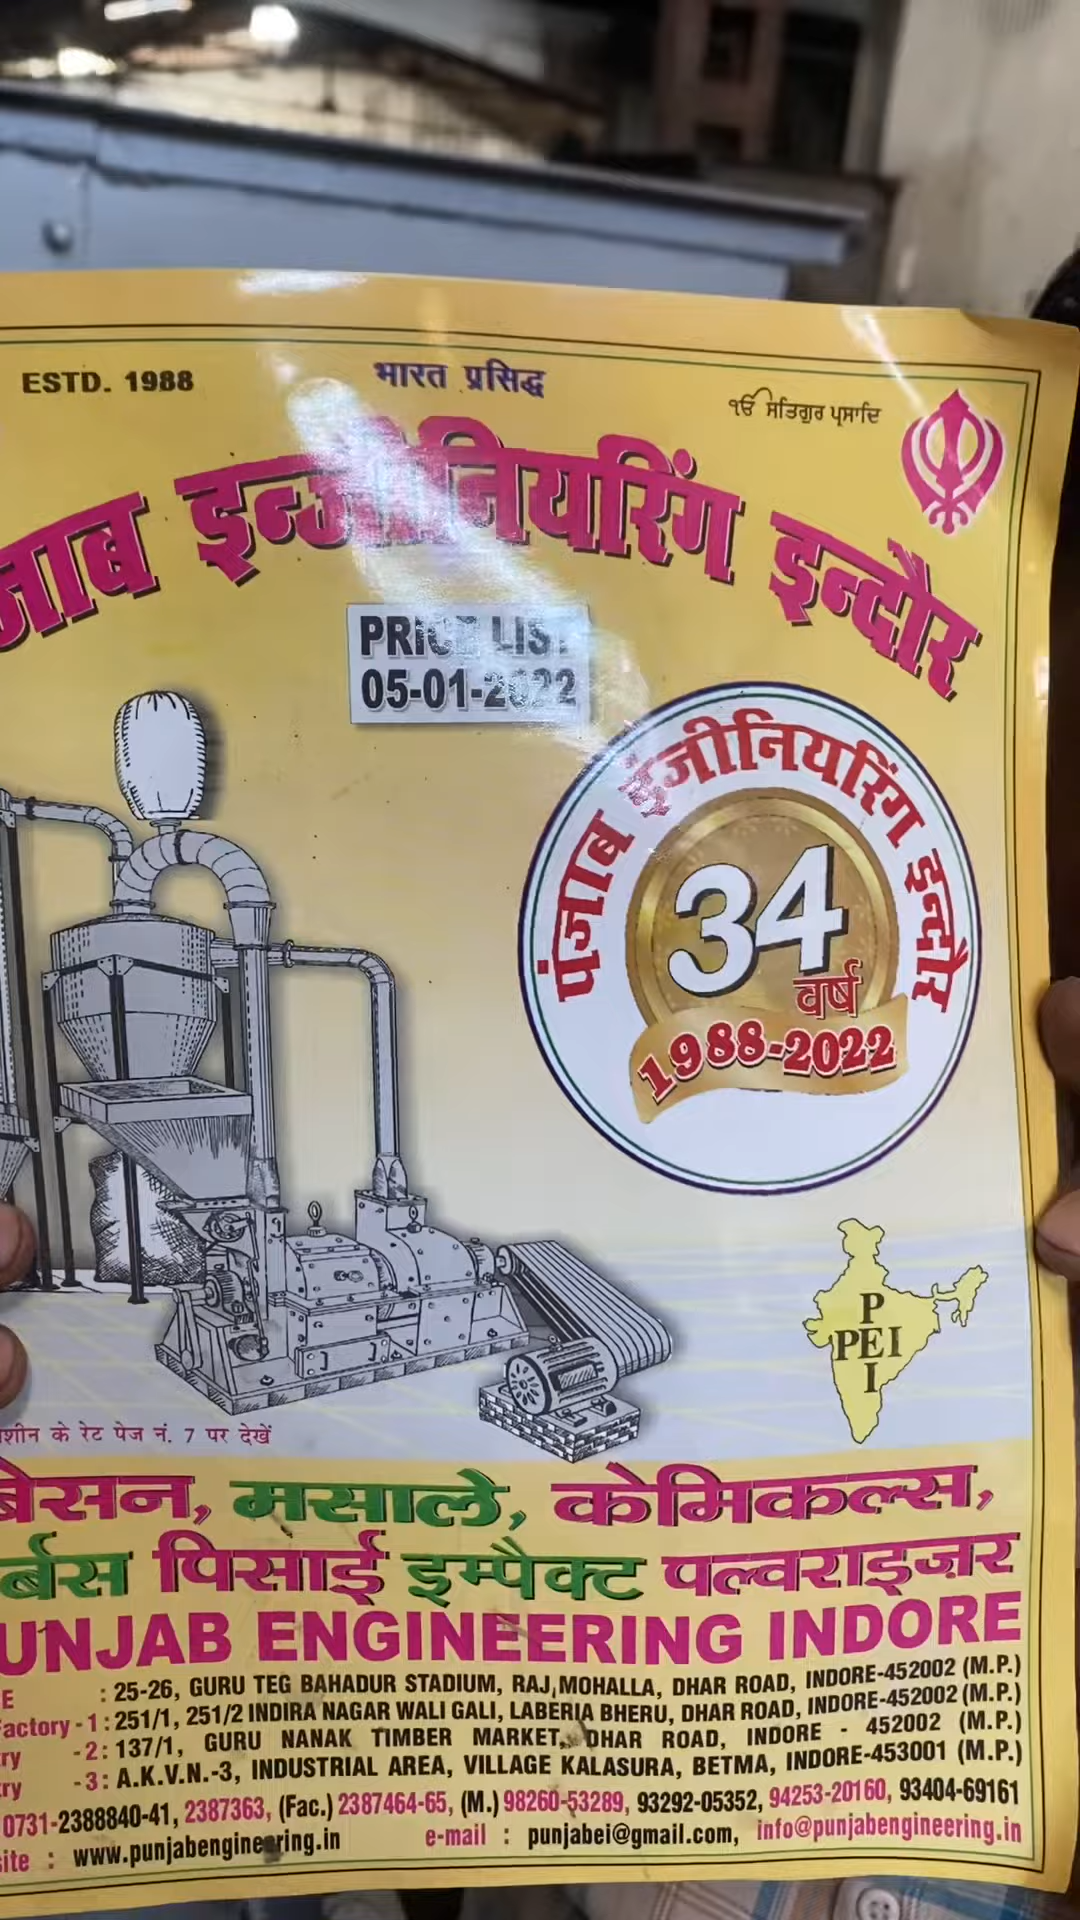 ESTD. 1988
भारत प्रसिद्ध
ੴ ਸਤਿਗੁਰ ਪ੍ਰਸਾਦਿ
इन्जीनियरिंग इन्दौर
PRICE LIST
05-01-2022
पंजाब इंजीनियरिंग इन्दौर
34
वर्ष
1988-2022
P
PEI
I
के रेट पेज नं. 7 पर देखें
बेसन, मसाले, केमिकल्स,
पिसाई इम्पैक्ट पल्वराइज़र
UNJAB ENGINEERING INDORE
E : 25-26, GURU TEG BAHADUR STADIUM, RAJ MOHALLA, DHAR ROAD, INDORE-452002 (M.P.)
actory - 1 : 251/1, 251/2 INDIRA NAGAR WALI GALI, LABERIA BHERU, DHAR ROAD, INDORE-452002 (M.P.)
ry - 2 : 137/1, GURU NANAK TIMBER MARKET, DHAR ROAD, INDORE - 452002 (M.P.)
ry - 3 : A.K.V.N.-3, INDUSTRIAL AREA, VILLAGE KALASURA, BETMA, INDORE-453001 (M.P.)
0731-2388840-41, 2387363, (Fac.) 2387464-65, (M.) 98260-53289, 93292-05352, 94253-20160, 93404-69161
site : www.punjabengineering.in e-mail : punjabei@gmail.com, info@punjabengineering.in